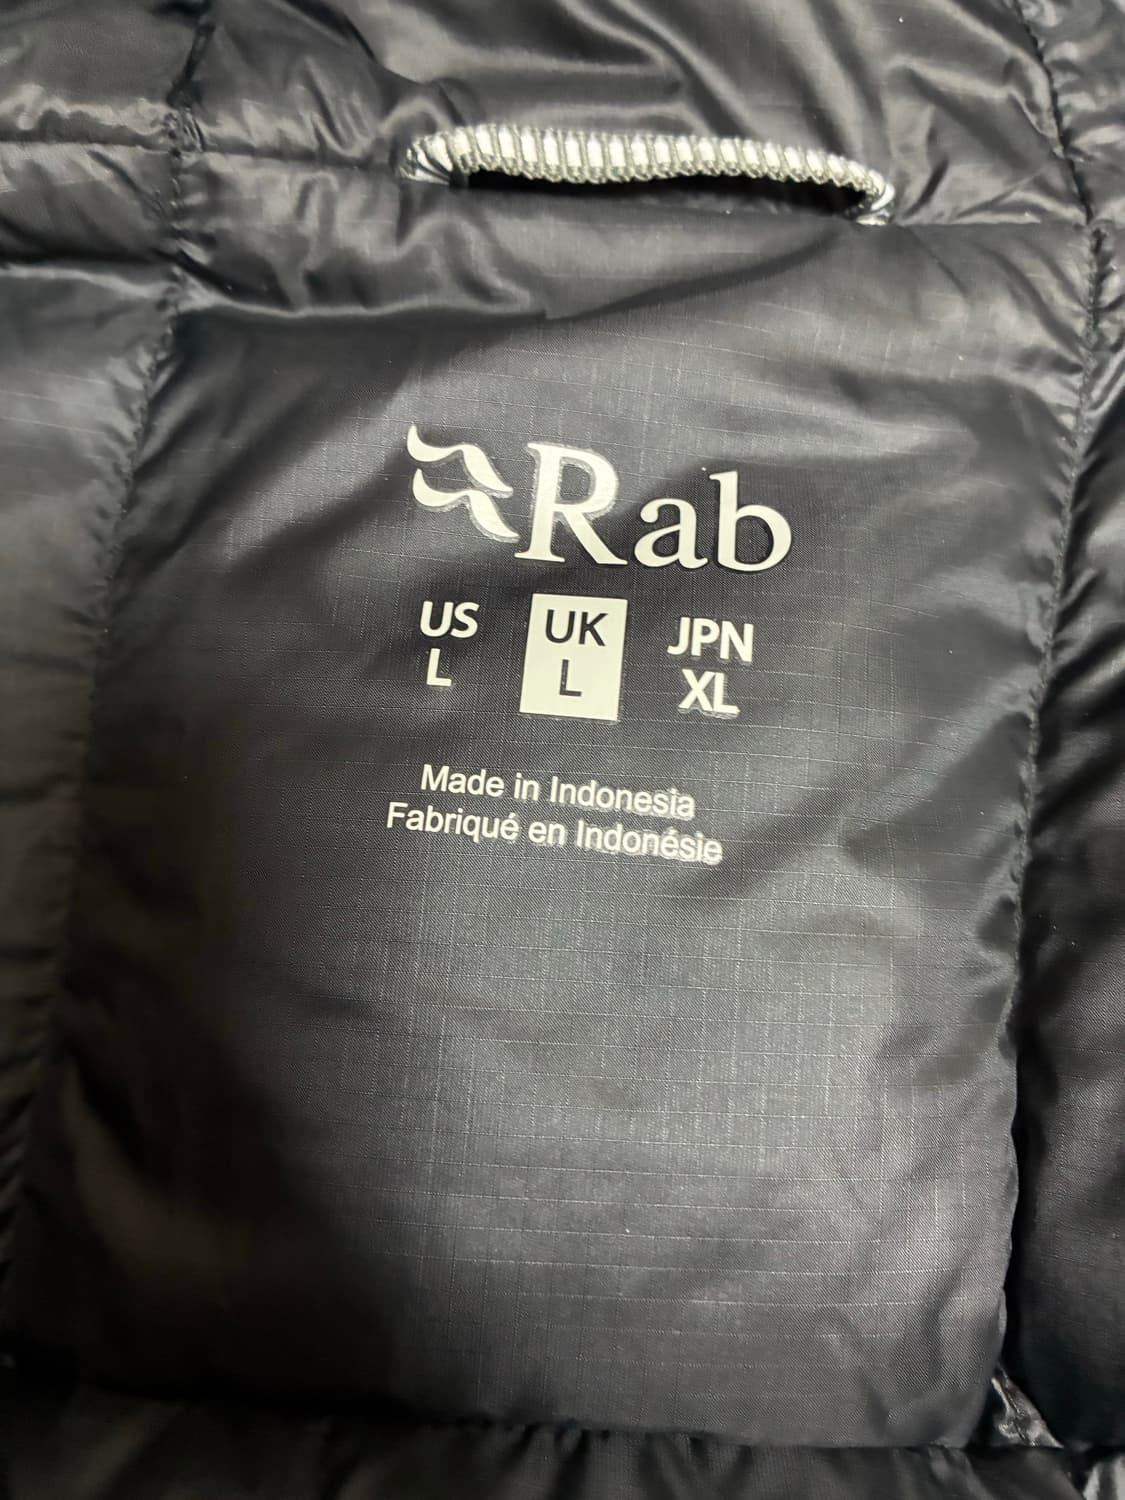 Rab
US UK JPN
L L XL
Made in Indonesia
Fabriqué en Indonésie